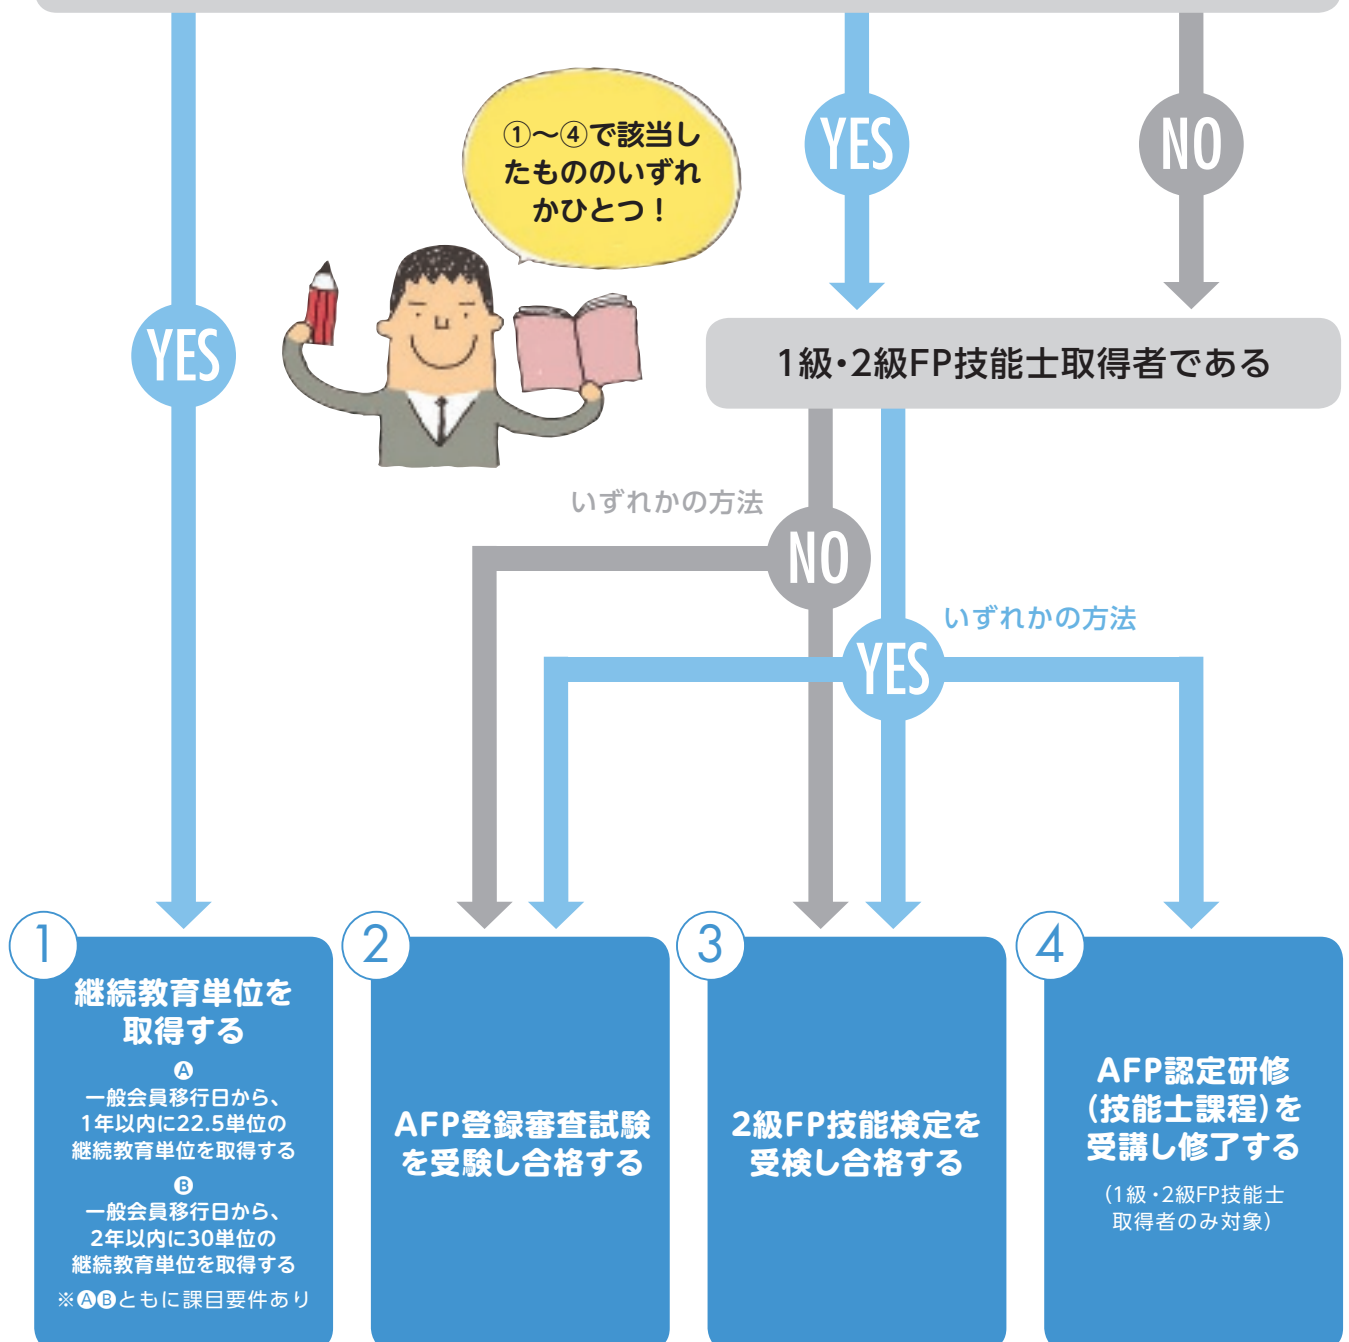 ①～④で該当し
たもののいずれ
かひとつ！
YES
NO
YES
1級・2級FP技能士取得者である
いずれかの方法
NO
いずれかの方法
YES
1
継続教育単位を
取得する
A
一般会員移行日から、
1年以内に22.5単位の
継続教育単位を取得する
B
一般会員移行日から、
2年以内に30単位の
継続教育単位を取得する
※ABともに課目要件あり
2
AFP登録審査試験
を受験し合格する
3
2級FP技能検定を
受検し合格する
4
AFP認定研修
(技能士課程)を
受講し修了する
(1級・2級FP技能士
取得者のみ対象)